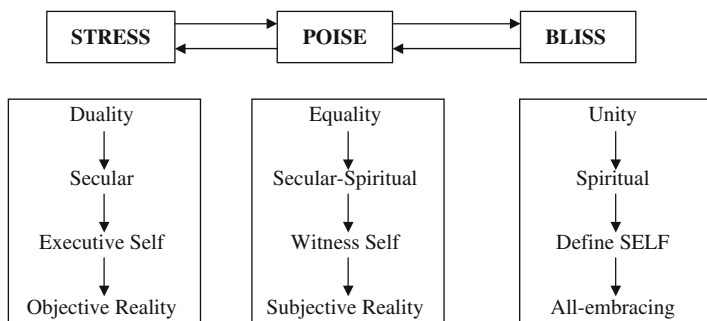 STRESS POISE BLISS
Duality
Secular
Executive Self
Objective Reality
Equality
Secular-Spiritual
Witness Self
Subjective Reality
Unity
Spiritual
Define SELF
All-embracing